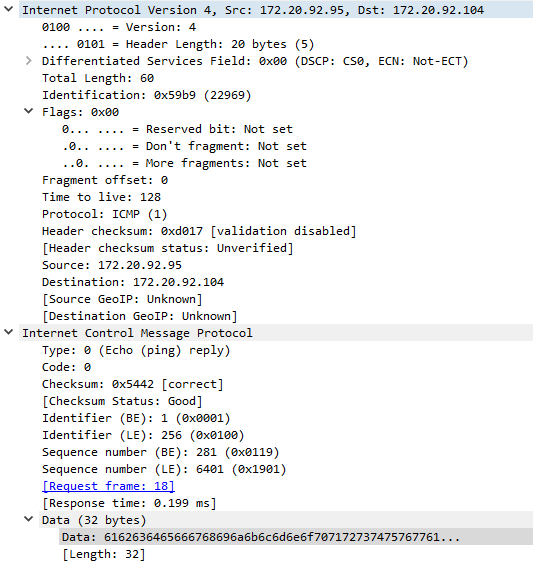 Internet Protocol Version 4, Src: 172.20.92.95, Dst: 172.20.92.104
0100 .... = Version: 4
.... 0101 = Header Length: 20 bytes (5)
Differentiated Services Field: 0x00 (DSCP: CS0, ECN: Not-ECT)
Total Length: 60
Identification: 0x59b9 (22969)
Flags: 0x00
0... .... = Reserved bit: Not set
.0.. .... = Don't fragment: Not set
..0. .... = More fragments: Not set
Fragment offset: 0
Time to live: 128
Protocol: ICMP (1)
Header checksum: 0xd017 [validation disabled]
[Header checksum status: Unverified]
Source: 172.20.92.95
Destination: 172.20.92.104
[Source GeoIP: Unknown]
[Destination GeoIP: Unknown]
Internet Control Message Protocol
Type: 0 (Echo (ping) reply)
Code: 0
Checksum: 0x5442 [correct]
[Checksum Status: Good]
Identifier (BE): 1 (0x0001)
Identifier (LE): 256 (0x0100)
Sequence number (BE): 281 (0x0119)
Sequence number (LE): 6401 (0x1901)
[Request frame: 18]
[Response time: 0.199 ms]
Data (32 bytes)
Data: 6162636465666768696a6b6c6d6e6f707172737475767761...
[Length: 32]